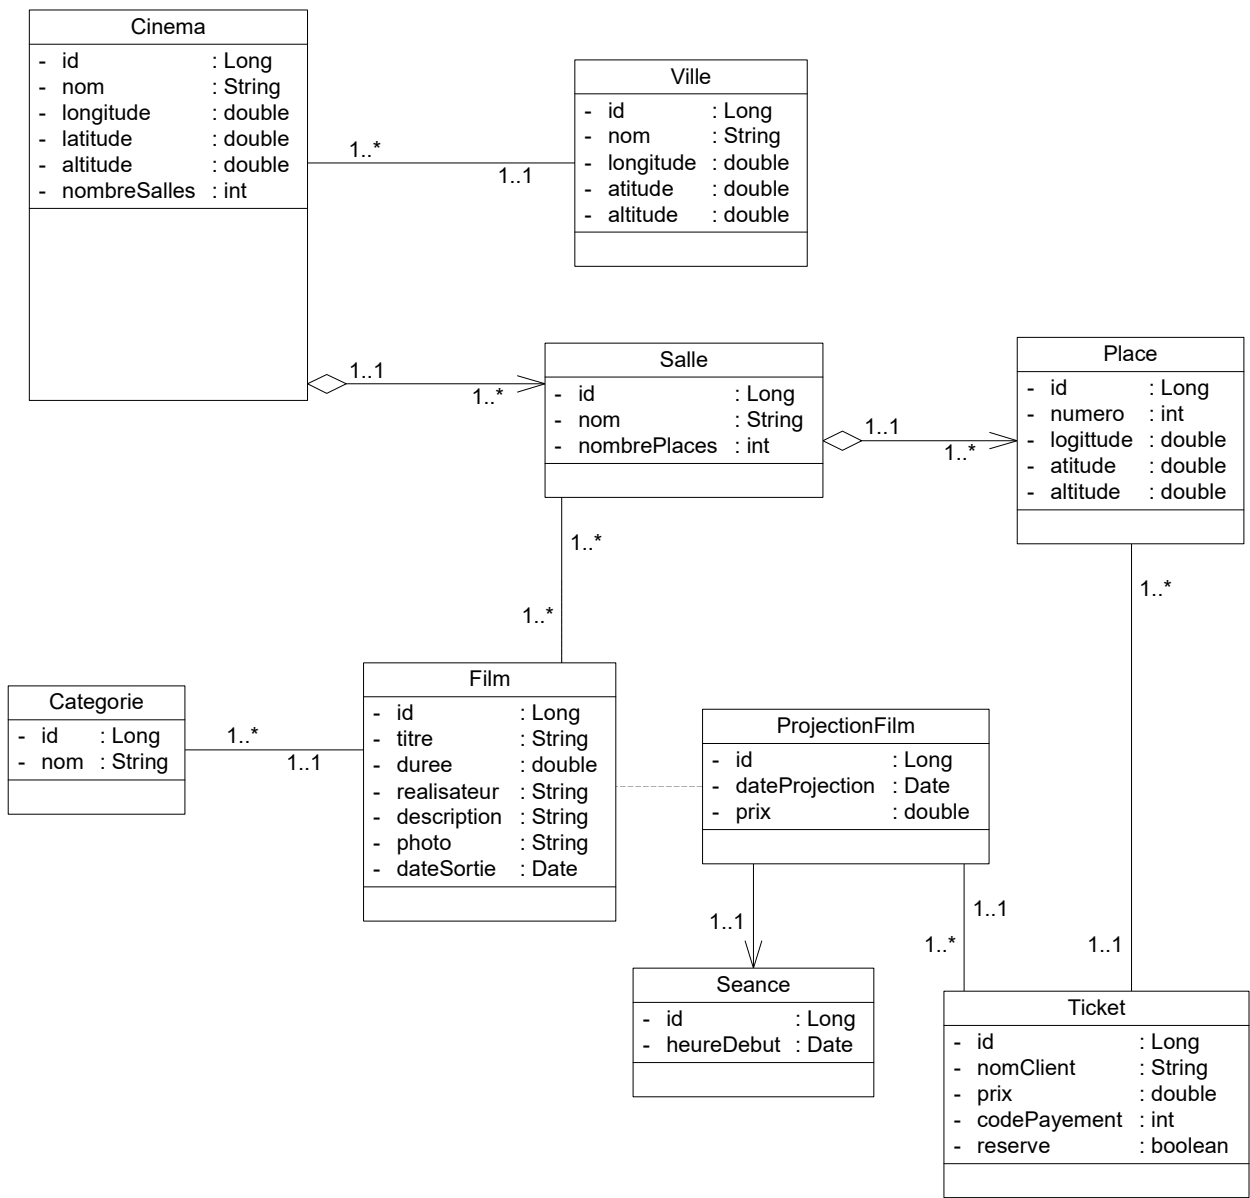 Cinema
- id : Long
- nom : String
- longitude : double
- latitude : double
- altitude : double
- nombreSalles : int
1..*
1..1
Ville
- id : Long
- nom : String
- longitude : double
- atitude : double
- altitude : double
1..1
1..*
Salle
- id : Long
- nom : String
- nombrePlaces : int
1..1
1..*
Place
- id : Long
- numero : int
- logittude : double
- atitude : double
- altitude : double
1..*
1..*
1..*
Categorie
- id : Long
- nom : String
1..*
1..1
Film
- id : Long
- titre : String
- duree : double
- realisateur : String
- description : String
- photo : String
- dateSortie : Date
ProjectionFilm
- id : Long
- dateProjection : Date
- prix : double
1..1
1..1
1..*
1..1
Seance
- id : Long
- heureDebut : Date
Ticket
- id : Long
- nomClient : String
- prix : double
- codePayement : int
- reserve : boolean